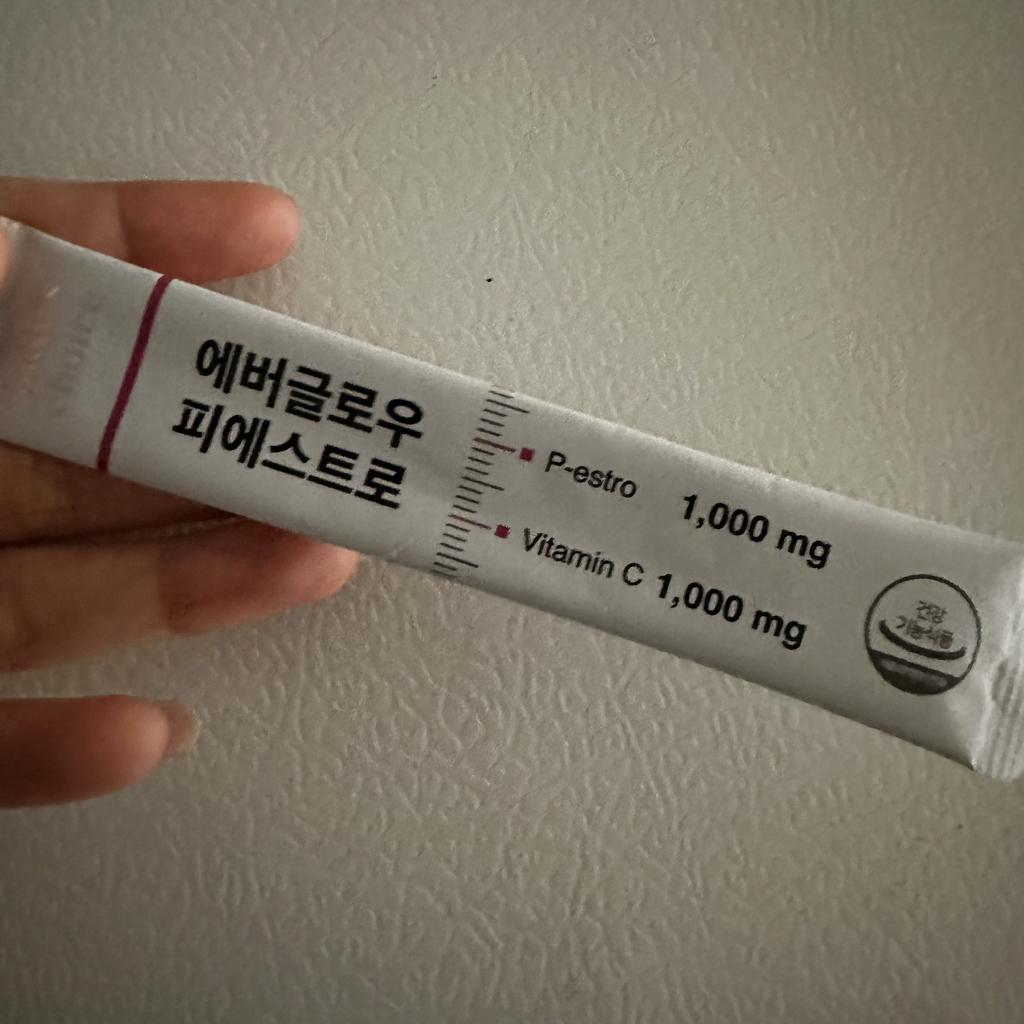 에버글로우
피에스트로
P-estro 1,000 mg
Vitamin C 1,000 mg
건강
기능식품